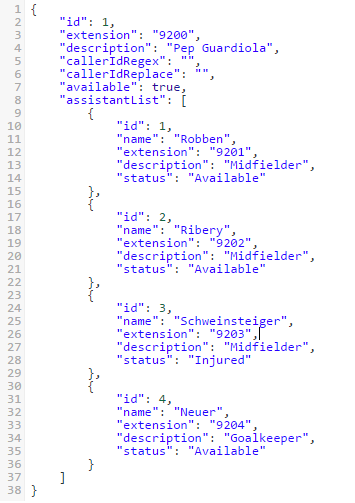 1 {
2     "id": 1,
3     "extension": "9200",
4     "description": "Pep Guardiola",
5     "callerIdRegex": "",
6     "callerIdReplace": "",
7     "available": true,
8     "assistantList": [
9         {
10             "id": 1,
11             "name": "Robben",
12             "extension": "9201",
13             "description": "Midfielder",
14             "status": "Available"
15         },
16         {
17             "id": 2,
18             "name": "Ribery",
19             "extension": "9202",
20             "description": "Midfielder",
21             "status": "Available"
22         },
23         {
24             "id": 3,
25             "name": "Schweinsteiger",
26             "extension": "9203",
27             "description": "Midfielder",
28             "status": "Injured"
29         },
30         {
31             "id": 4,
32             "name": "Neuer",
33             "extension": "9204",
34             "description": "Goalkeeper",
35             "status": "Available"
36         }
37     ]
38 }